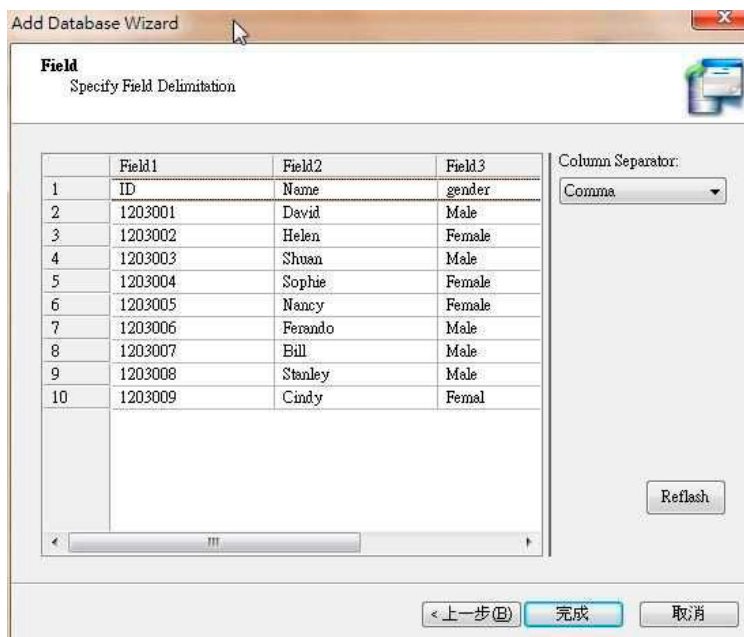 Add Database Wizard
Field
Specify Field Delimitation
Field1 Field2 Field3
1 ID Name gender
2 1203001 David Male
3 1203002 Helen Female
4 1203003 Shuan Male
5 1203004 Sophie Female
6 1203005 Nancy Female
7 1203006 Ferando Male
8 1203007 Bill Male
9 1203008 Stanley Male
10 1203009 Cindy Femal
Column Separator:
Comma
Reflash
<上一步(B) 完成 取消